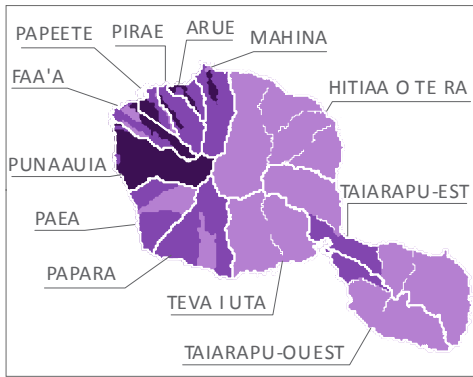 PAPEETE
PIRAE
ARUE
MAHINA
FAA'A
HITIAA O TE RA
PUNAAUIA
TAIARAPU-EST
PAEA
PAPARA
TEVA I UTA
TAIARAPU-OUEST